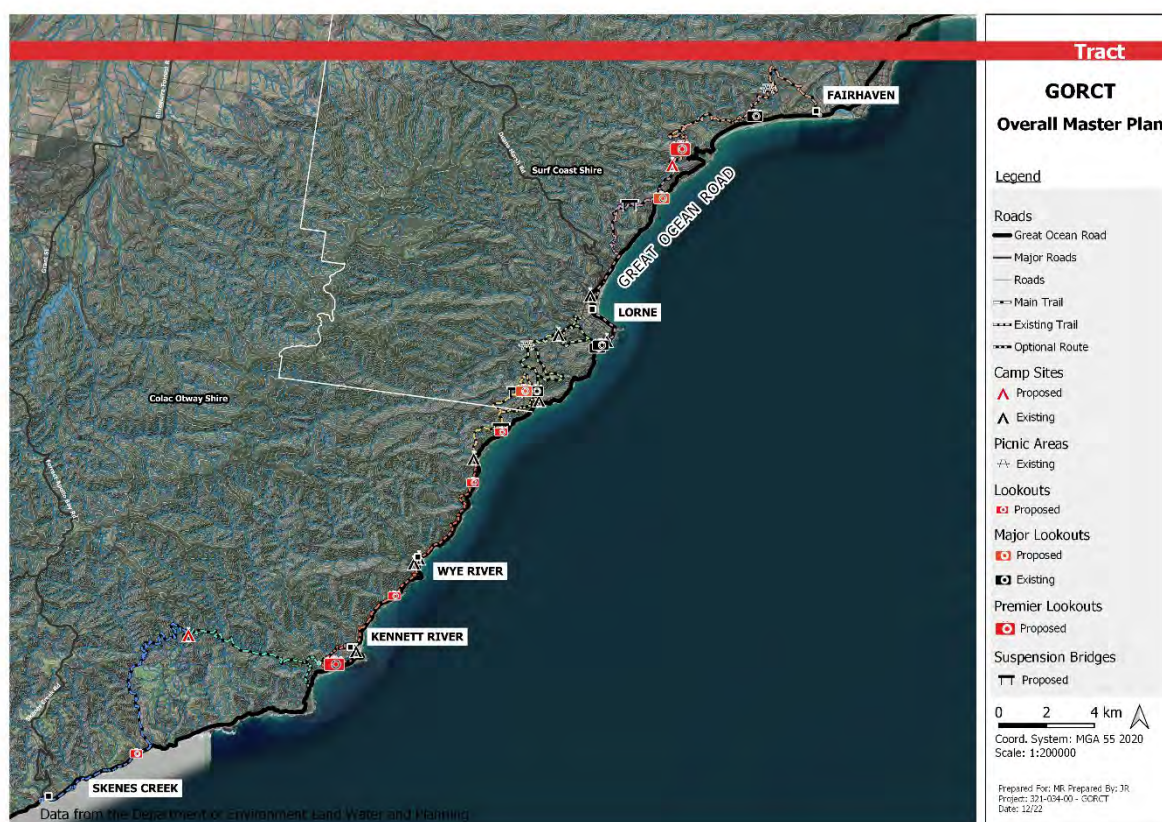 Tract
GORCT
Overall Master Plan
Legend
Roads
Great Ocean Road
Major Roads
Roads
Main Trail
Existing Trail
Optional Route
Camp Sites
Proposed
Existing
Picnic Areas
Existing
Lookouts
Proposed
Major Lookouts
Proposed
Existing
Premier Lookouts
Proposed
Suspension Bridges
Proposed
0 2 4 km
Coord. System: MGA 55 2020
Scale: 1:200000
Prepared For: MR Prepared By: JR
Project: 321-034-00 - GORCT
Date: 12/22
FAIRHAVEN
Surf Coast Shire
GREAT OCEAN ROAD
LORNE
Colac Otway Shire
WYE RIVER
KENNETT RIVER
SKENES CREEK
Data from the Department of Environment Land Water and Planning